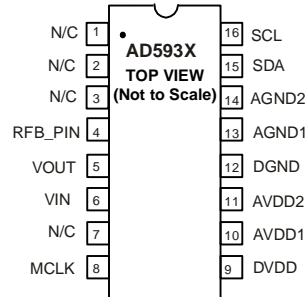 N/C 1
N/C 2
N/C 3
RFB_PIN 4
VOUT 5
VIN 6
N/C 7
MCLK 8
AD593X
TOP VIEW
(Not to Scale)
16 SCL
15 SDA
14 AGND2
13 AGND1
12 DGND
11 AVDD2
10 AVDD1
9 DVDD